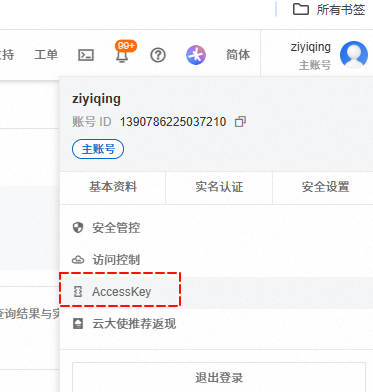 所有书签
支持 工单 99+ 简体 ziyiqing
主账号
ziyiqing
账号 ID 1390786225037210
主账号
基本资料 实名认证 安全设置
安全管控
访问控制
AccessKey
查询结果与实
云大使推荐返现
退出登录